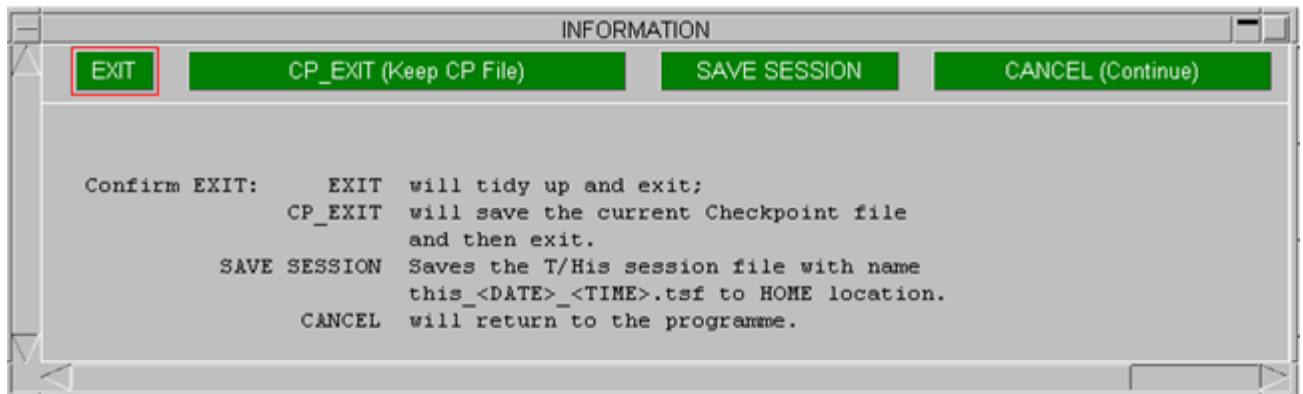 INFORMATION
EXIT CP_EXIT (Keep CP File) SAVE SESSION CANCEL (Continue)
Confirm EXIT: EXIT will tidy up and exit;
CP_EXIT will save the current Checkpoint file
and then exit.
SAVE SESSION Saves the T/His session file with name
this_<DATE>_<TIME>.tsf to HOME location.
CANCEL will return to the programme.